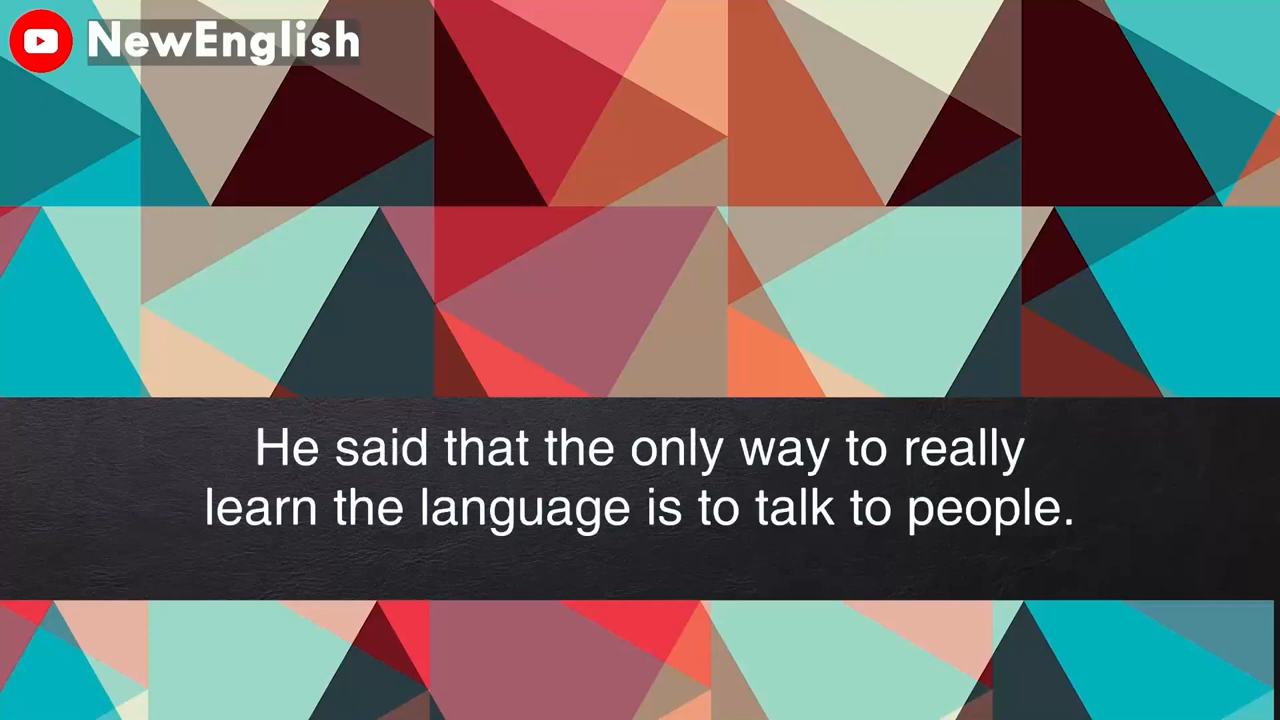 NewEnglish
He said that the only way to really
learn the language is to talk to people.